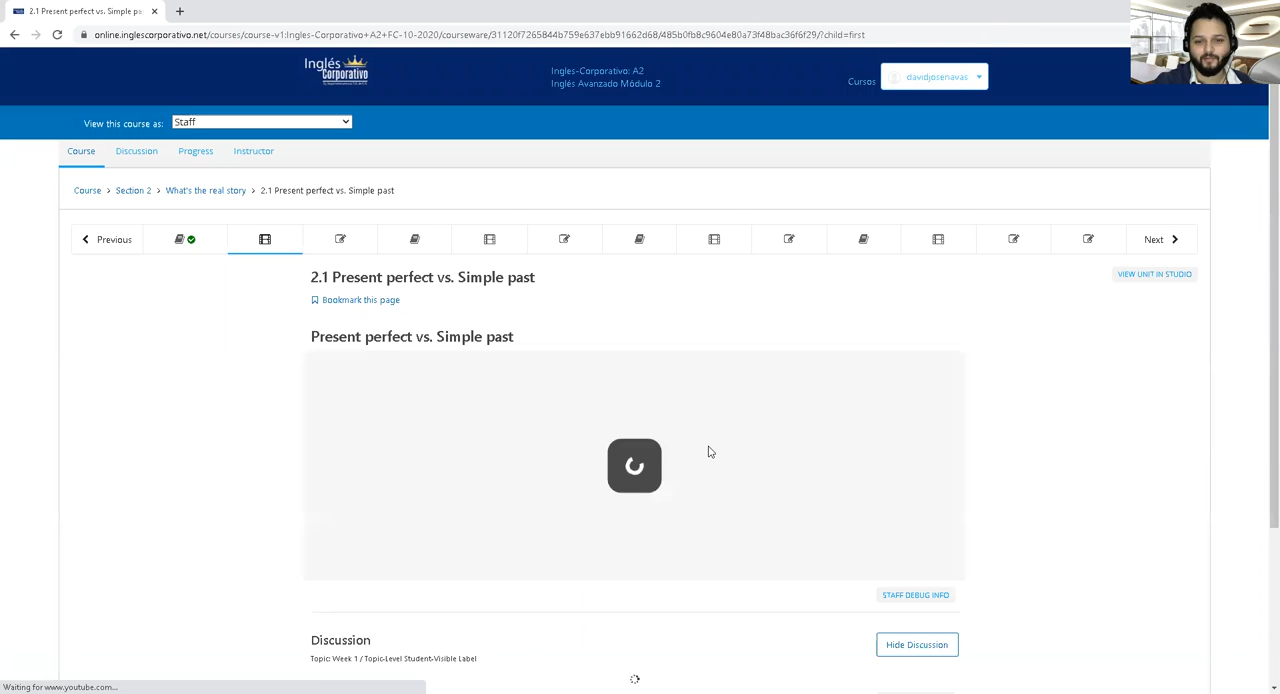 2.1 Present perfect vs. Simple pa
online.inglescorporativo.net/courses/course-v1:Ingles-Corporativo+A2+FC-10-2020/courseware/31120f7265844b759e637ebb91662d68/485b0fb8c9604e80a73f48bac36f6f29/?child=first
Inglés
Corporativo
Ingles-Corporativo: A2
Inglés Avanzado Módulo 2
Cursos
davidjosenavas
View this course as:
Staff
Course
Discussion
Progress
Instructor
Course > Section 2 > What's the real story > 2.1 Present perfect vs. Simple past
Previous
Next
2.1 Present perfect vs. Simple past
VIEW UNIT IN STUDIO
Bookmark this page
Present perfect vs. Simple past
STAFF DEBUG INFO
Discussion
Hide Discussion
Topic: Week 1 / Topic-Level Student-Visible Label
Waiting for www.youtube.com...